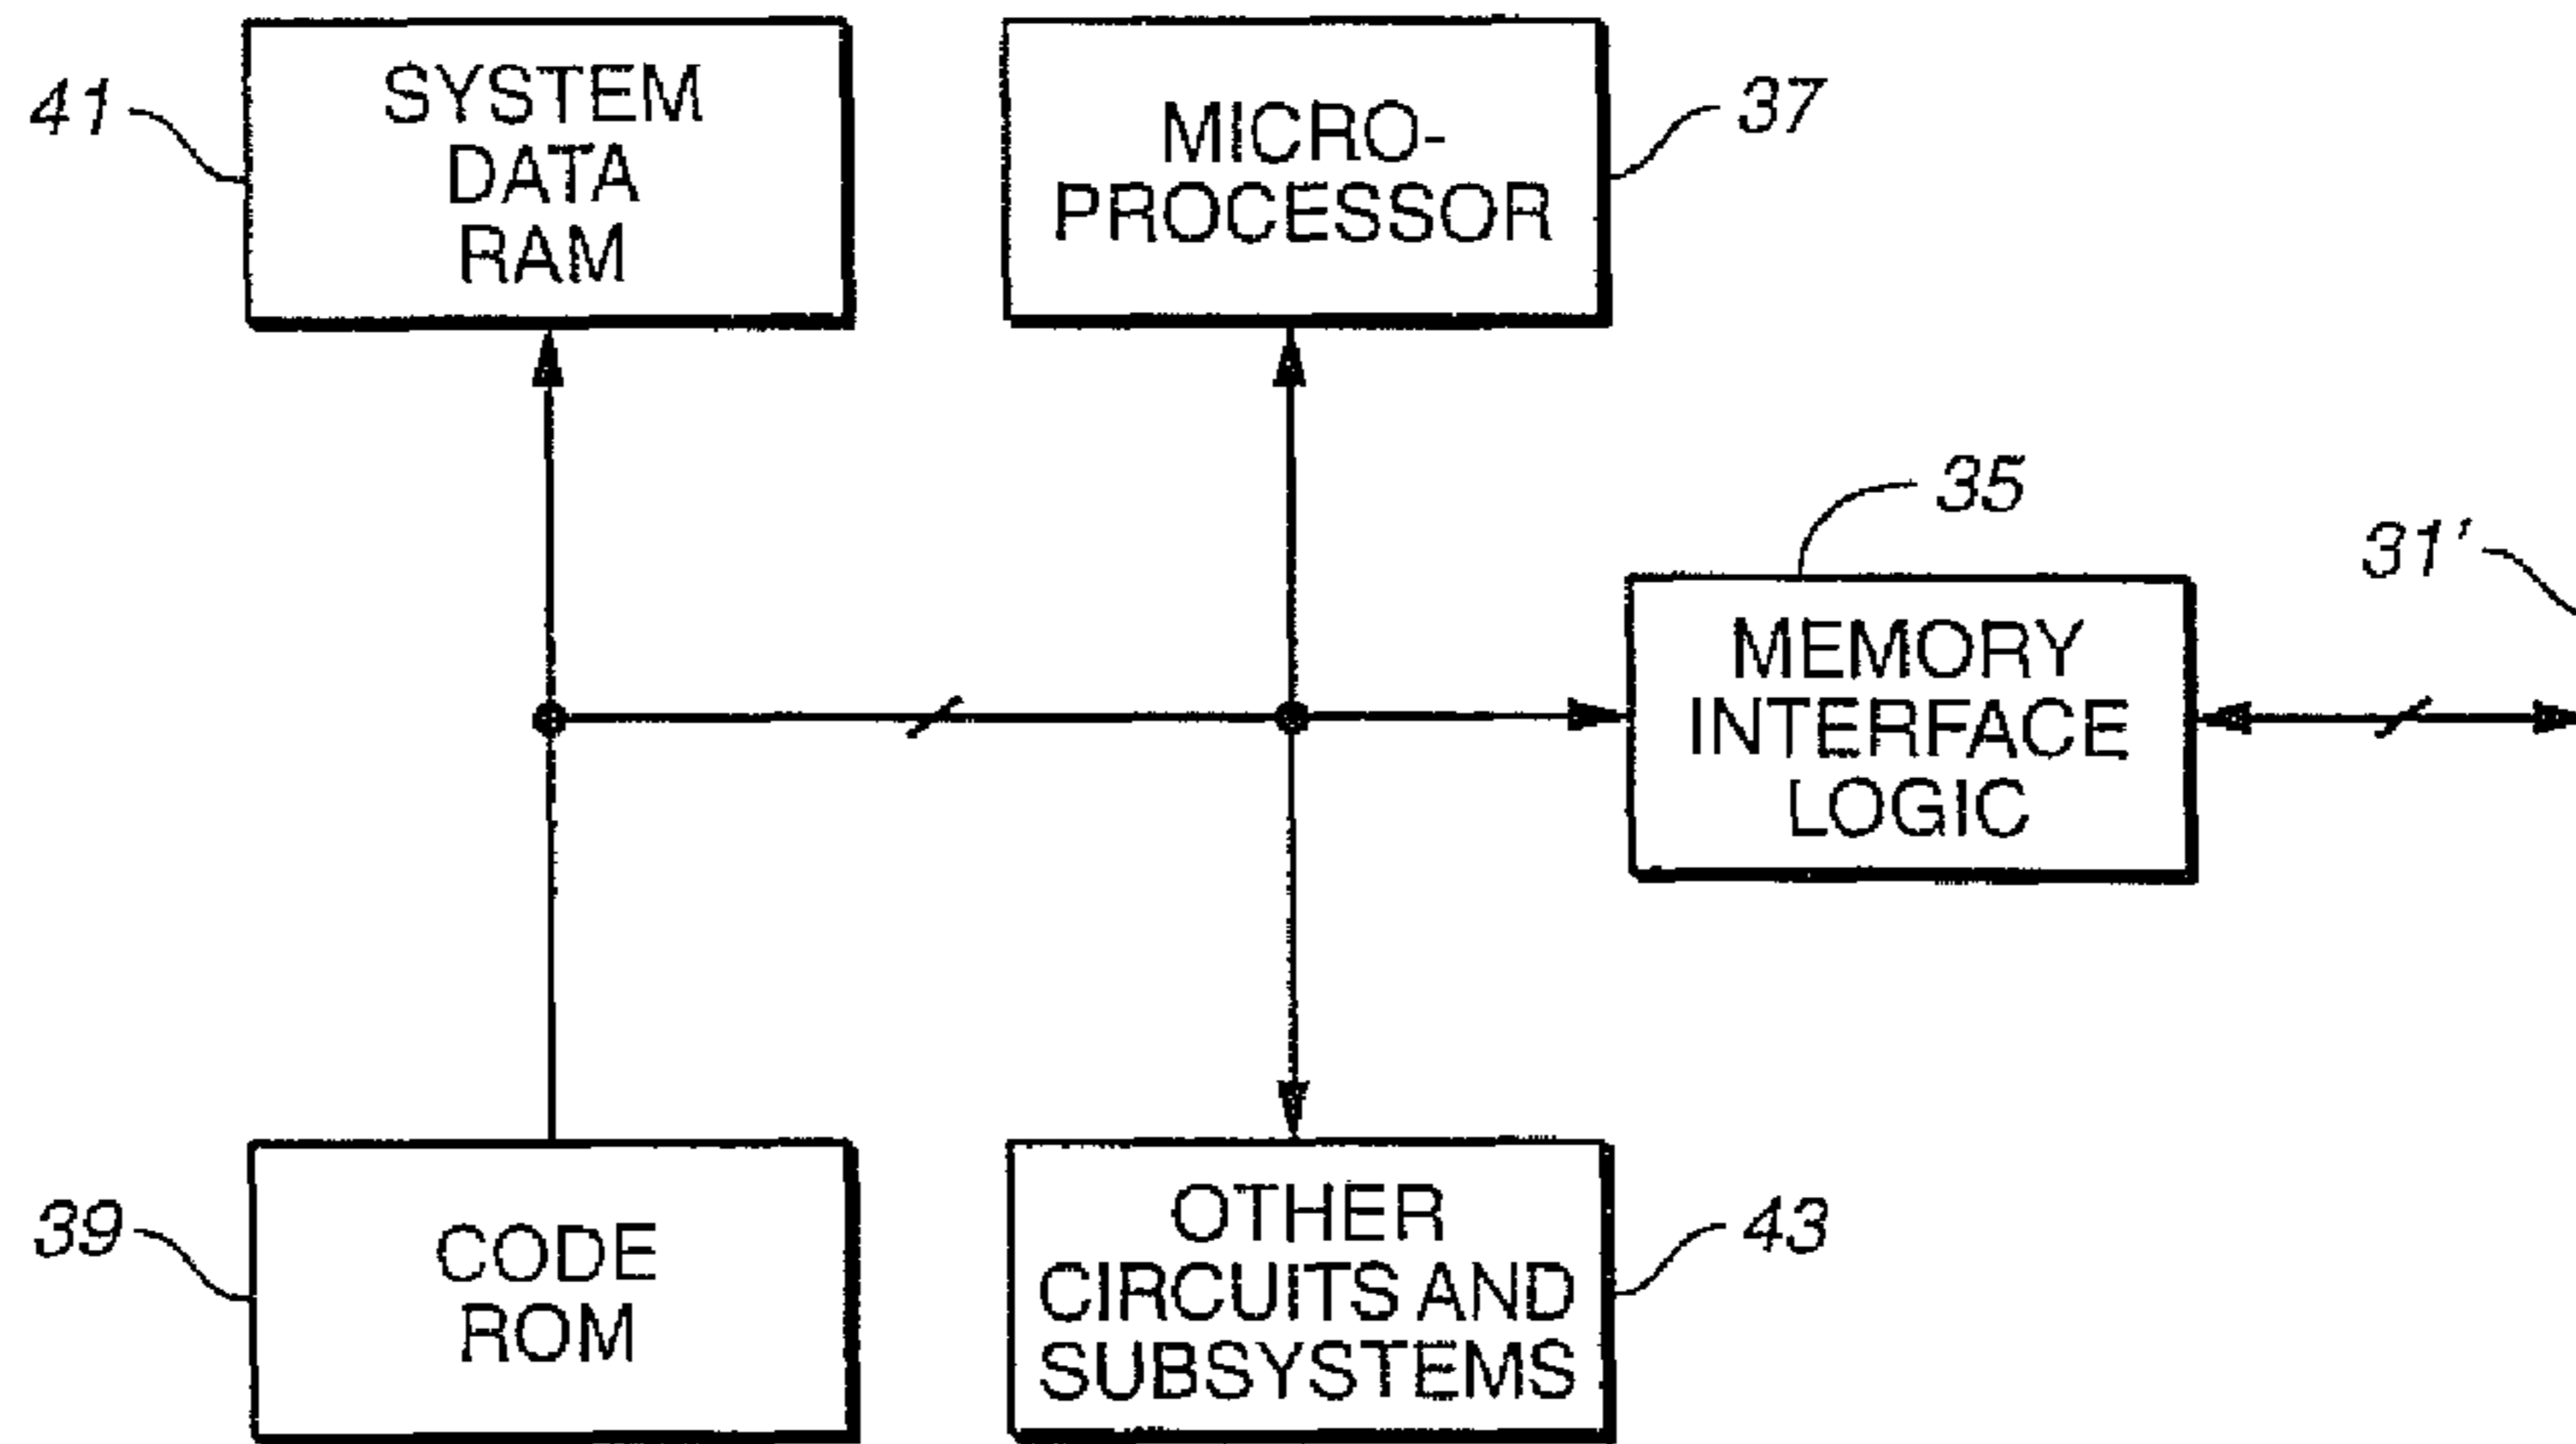 41
SYSTEM
DATA
RAM
MICRO-
PROCESSOR
37
35
31'
MEMORY
INTERFACE
LOGIC
39
CODE
ROM
OTHER
CIRCUITS AND
SUBSYSTEMS
43